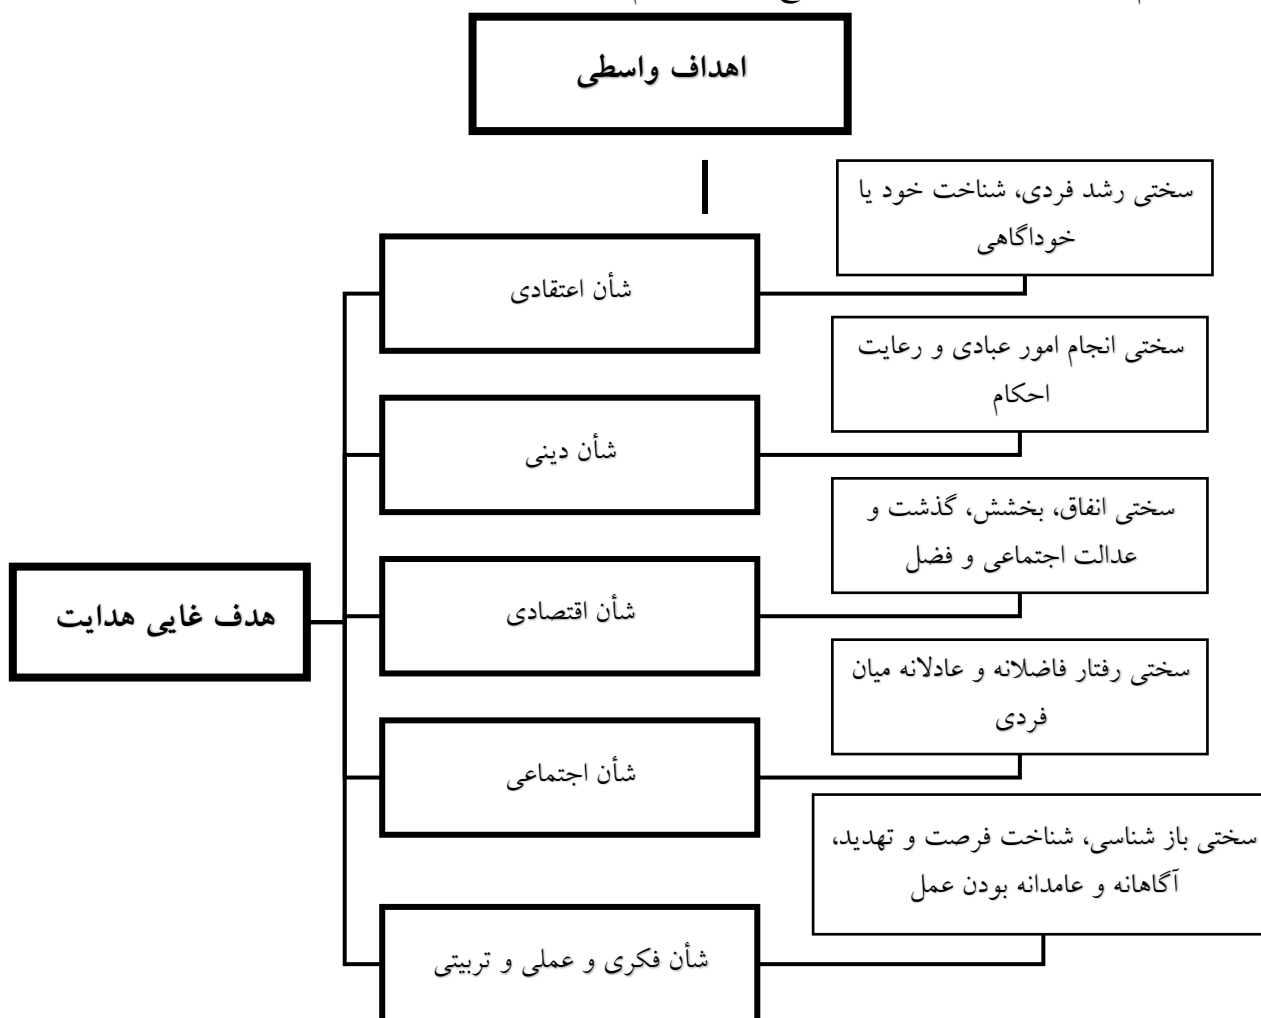 اهداف واسطی
سختی رشد فردی، شناخت خود یا
خوداگاهی
شأن اعتقادی
سختی انجام امور عبادی و رعایت
احکام
شأن دینی
سختی انفاق، بخشش، گذشت و
عدالت اجتماعی و فضل
شأن اقتصادی
هدف غایی هدایت
سختی رفتار فاضلانه و عادلانه میان
فردی
شأن اجتماعی
سختی باز شناسی، شناخت فرصت و تهدید،
آگاهانه و عامدانه بودن عمل
شأن فکری و عملی و تربیتی